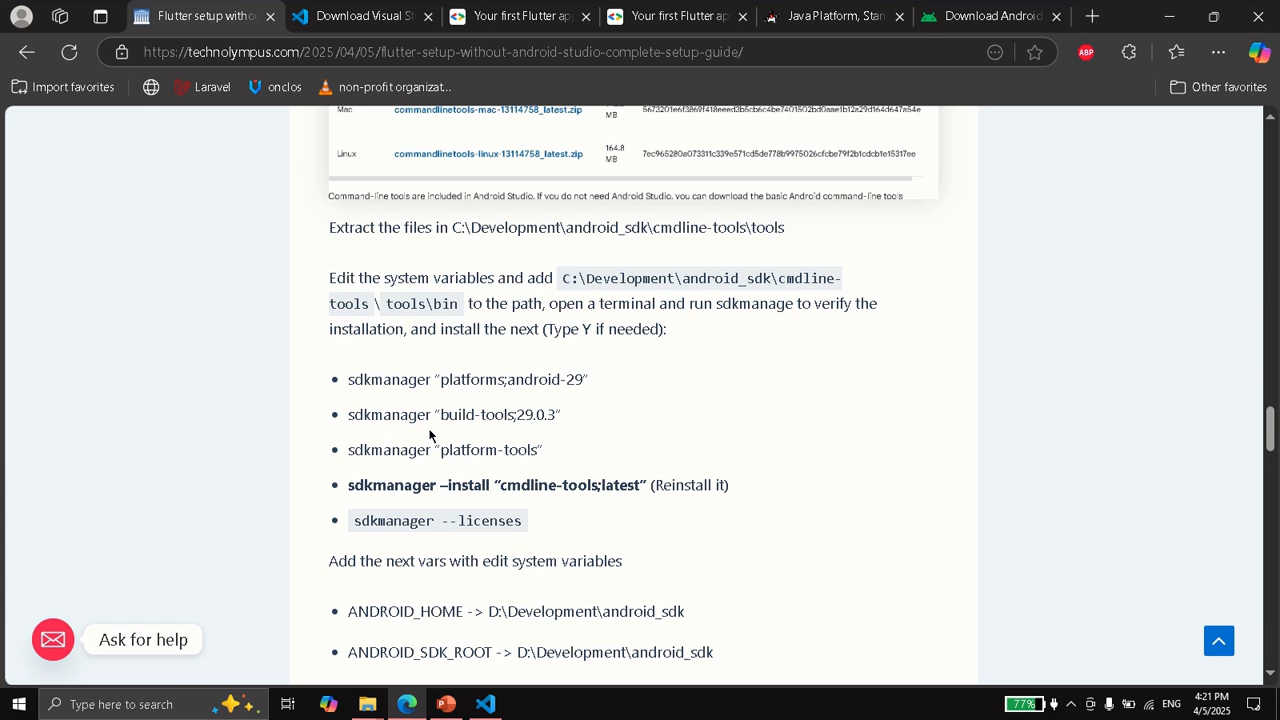 Flutter setup without
Download Visual St
Your first Flutter ap
Your first Flutter ap
Java Platform, Stan
Download Android
https://technolympus.com/2025/04/05/flutter-setup-without-android-studio-complete-setup-guide/
ABP
Import favorites
Laravel
onclos
non-profit organizat...
Other favorites
Mac commandlinetools-mac-13114758_latest.zip
MB
Linux commandlinetools-linux-13114758_latest.zip 164.8
MB
Command-line tools are included in Android Studio. If you do not need Android Studio, you can download the basic Android command-line tools
Extract the files in C:\Development\android_sdk\cmdline-tools\tools
Edit the system variables and add C:\Development\android_sdk\cmdline-
tools \ tools\bin to the path, open a terminal and run sdkmanage to verify the
installation, and install the next (Type Y if needed):
sdkmanager “platforms;android-29”
sdkmanager “build-tools;29.0.3”
sdkmanager “platform-tools”
sdkmanager –install “cmdline-tools;latest” (Reinstall it)
sdkmanager --licenses
Add the next vars with edit system variables
ANDROID_HOME -> D:\Development\android_sdk
ANDROID_SDK_ROOT -> D:\Development\android_sdk
Ask for help
Type here to search
77%
ENG
4:21 PM
4/5/2025